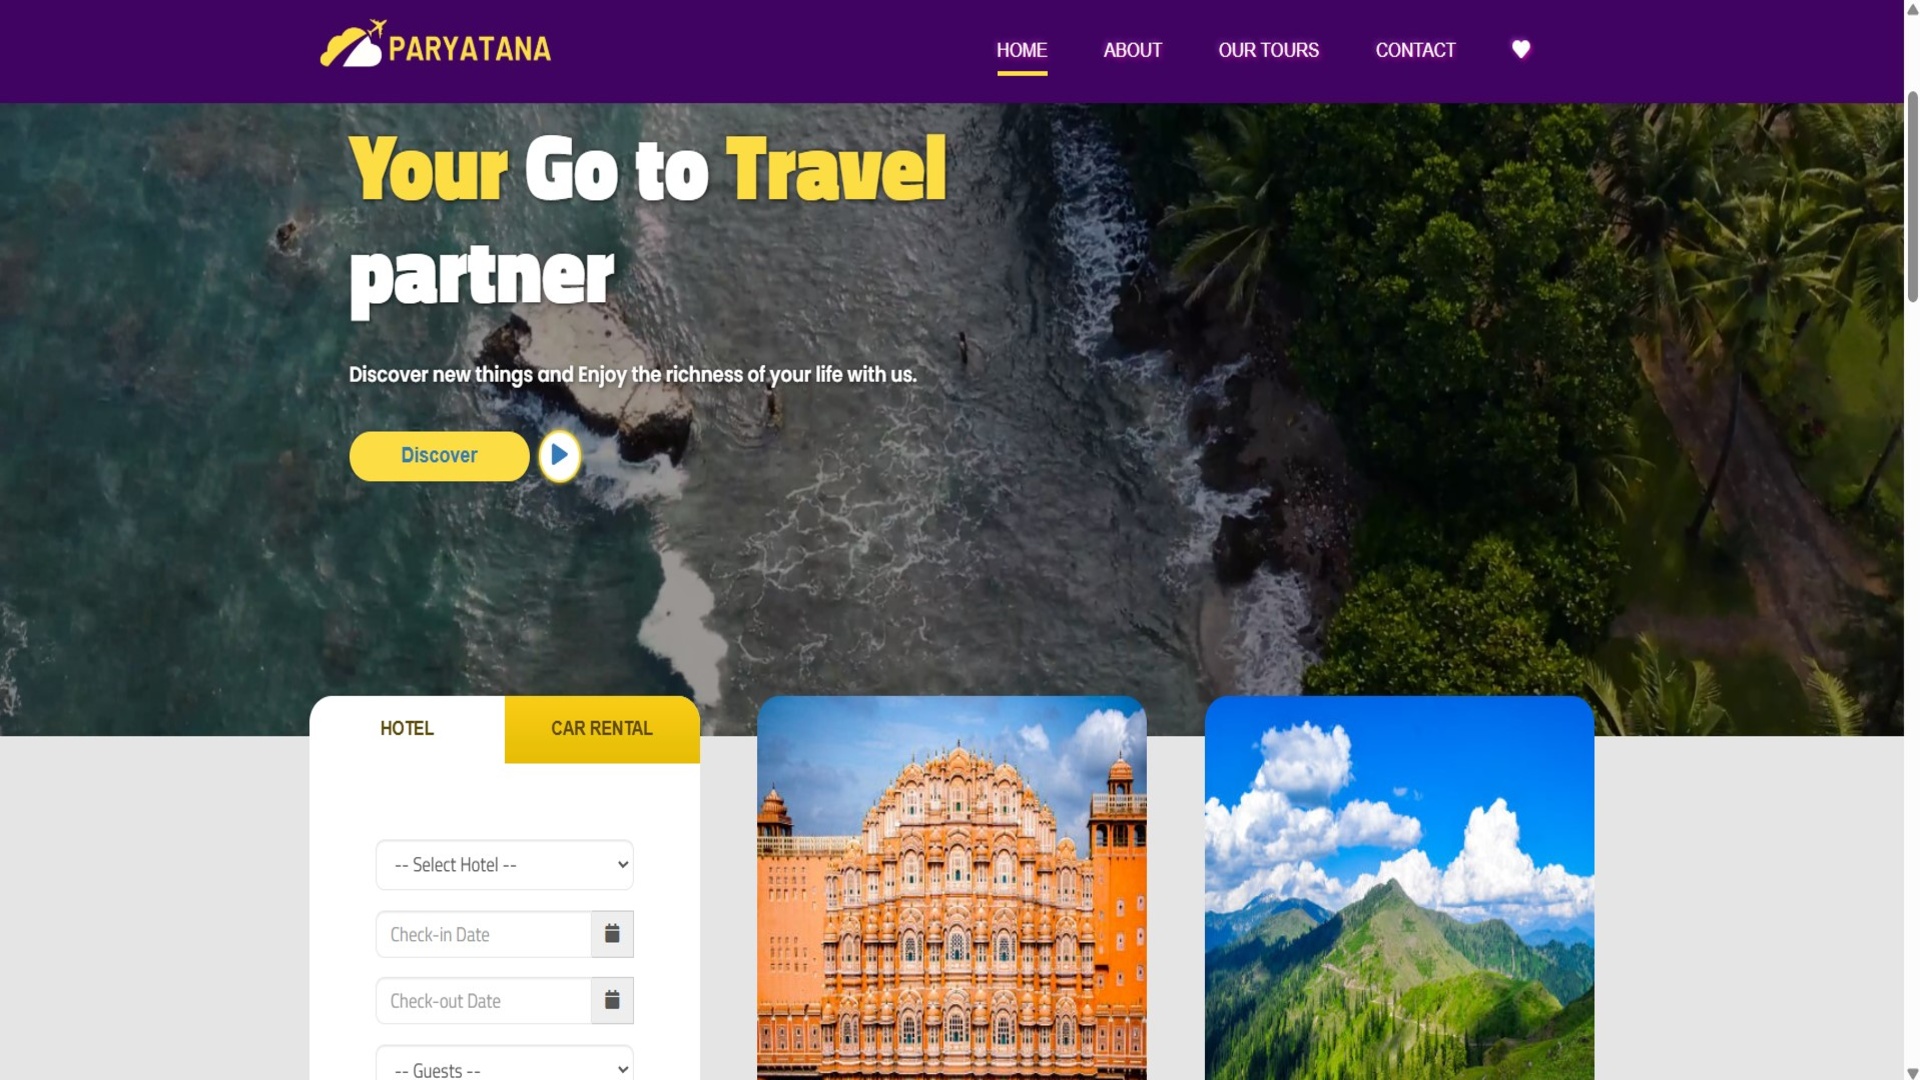 PARYATANA
HOME
ABOUT
OUR TOURS
CONTACT
Your Go to Travel
partner
Discover new things and Enjoy the richness of your life with us.
Discover
HOTEL
CAR RENTAL
-- Select Hotel --
Check-in Date
Check-out Date
-- Guests --